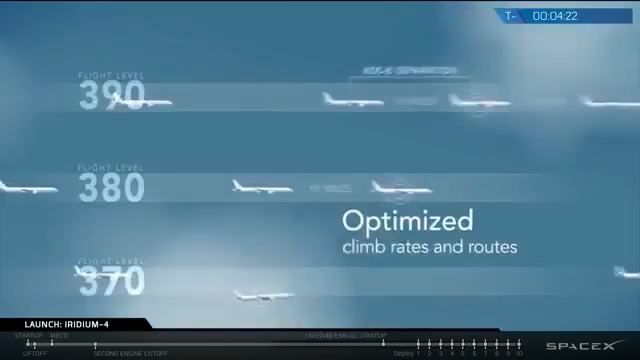 T- 00:04:22
FLIGHT LEVEL
390
FLIGHT LEVEL
380
FLIGHT LEVEL
370
Optimized
climb rates and routes
LAUNCH: IRIDIUM-4
STARTUP MECO
LIFTOFF SECOND ENGINE CUTOFF Deploy 1 2 3 4 5 6 7 8 9 10
SPACEX